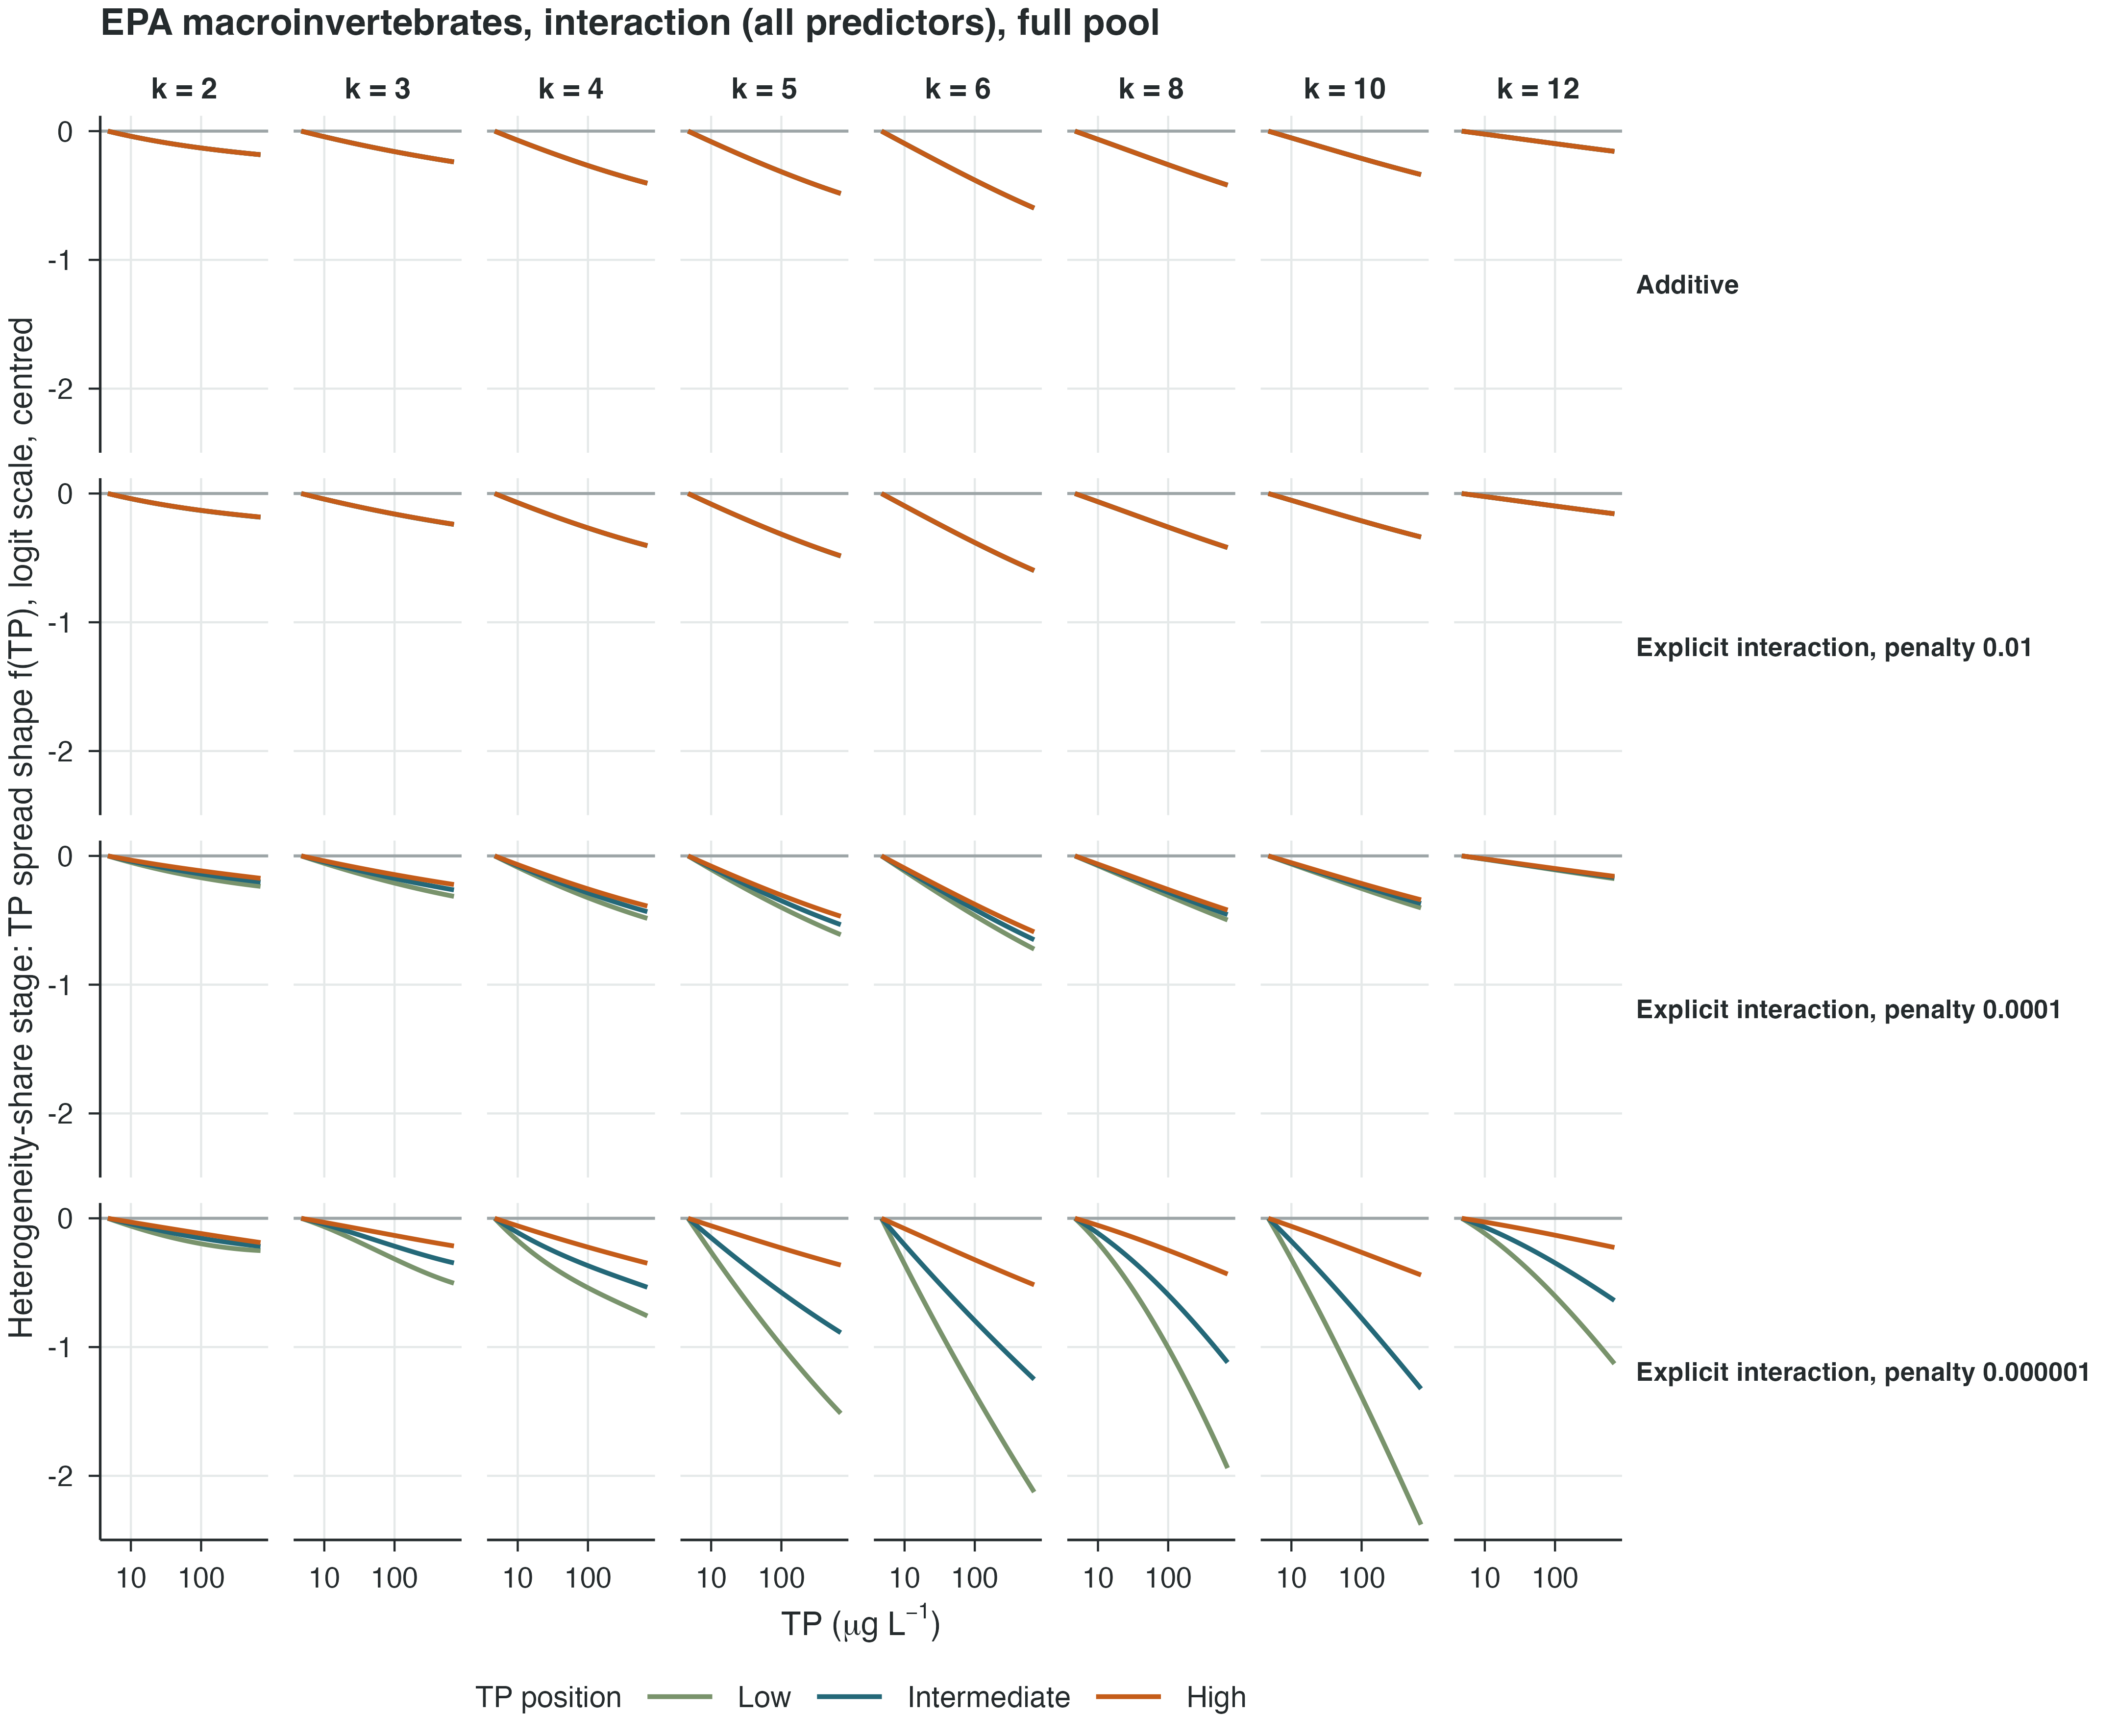 EPA macroinvertebrates, interaction (all predictors), full pool
k = 2 k = 3 k = 4 k = 5 k = 6 k = 8 k = 10 k = 12
Heterogeneity-share stage: TP spread shape f(TP), logit scale, centred
0
-1
-2
Additive
0
-1
-2
Explicit interaction, penalty 0.01
0
-1
-2
Explicit interaction, penalty 0.0001
0
-1
-2
Explicit interaction, penalty 0.000001
10 100 10 100 10 100 10 100 10 100 10 100 10 100 10 100
TP (μg L⁻¹)
TP position Low Intermediate High